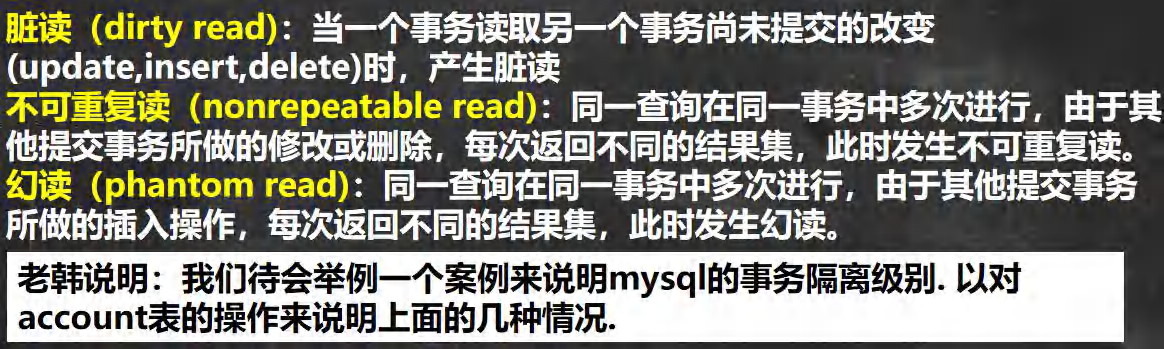 脏读（dirty read)：当一个事务读取另一个事务尚未提交的改变
(update,insert,delete)时，产生脏读
不可重复读（nonrepeatable read)：同一查询在同一事务中多次进行，由于其
他提交事务所做的修改或删除，每次返回不同的结果集，此时发生不可重复读。
幻读（phantom read)：同一查询在同一事务中多次进行，由于其他提交事务
所做的插入操作，每次返回不同的结果集，此时发生幻读。
老韩说明：我们待会举例一个案例来说明mysql的事务隔离级别. 以对
account表的操作来说明上面的几种情况.